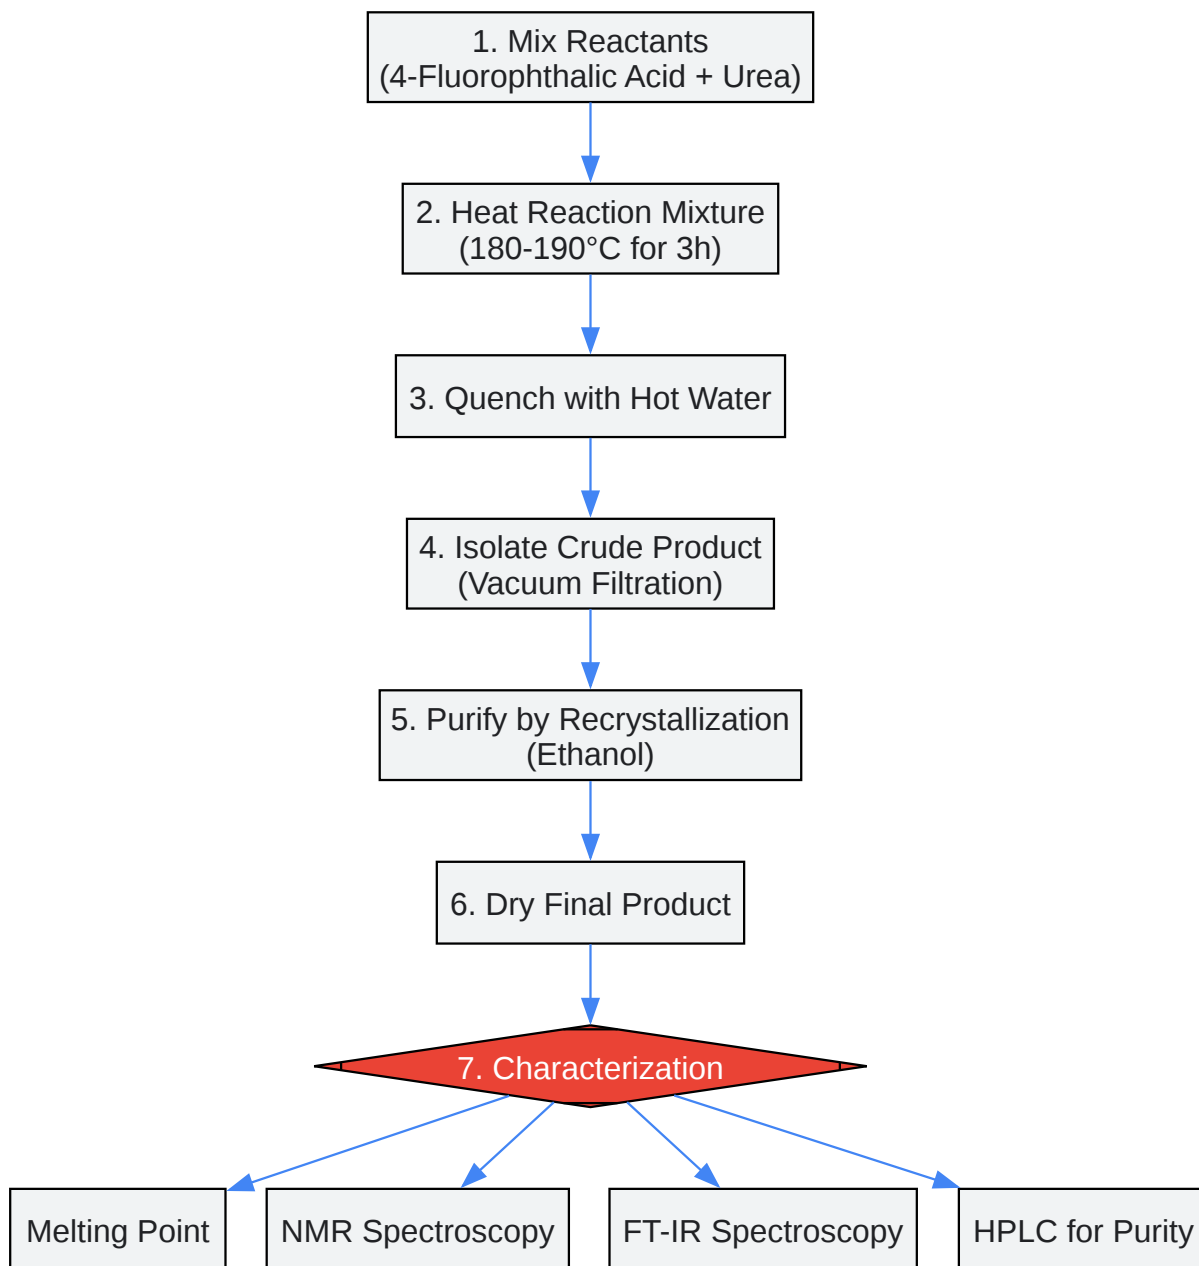 1. Mix Reactants
(4-Fluorophthalic Acid + Urea)
2. Heat Reaction Mixture
(180-190°C for 3h)
3. Quench with Hot Water
4. Isolate Crude Product
(Vacuum Filtration)
5. Purify by Recrystallization
(Ethanol)
6. Dry Final Product
7. Characterization
Melting Point
NMR Spectroscopy
FT-IR Spectroscopy
HPLC for Purity